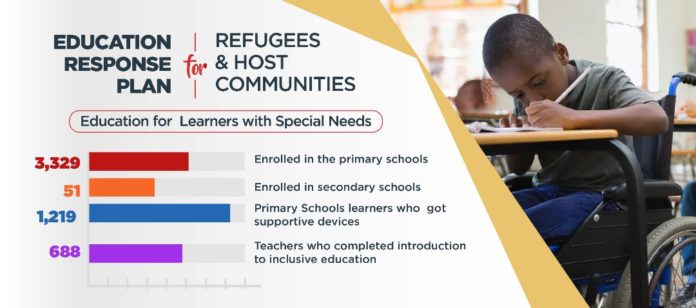 EDUCATION
RESPONSE
PLAN
for
REFUGEES
& HOST
COMMUNITIES
Education for Learners with Special Needs
3,329 Enrolled in the primary schools
51 Enrolled in secondary schools
1,219 Primary Schools learners who got
supportive devices
688 Teachers who completed introduction
to inclusive education